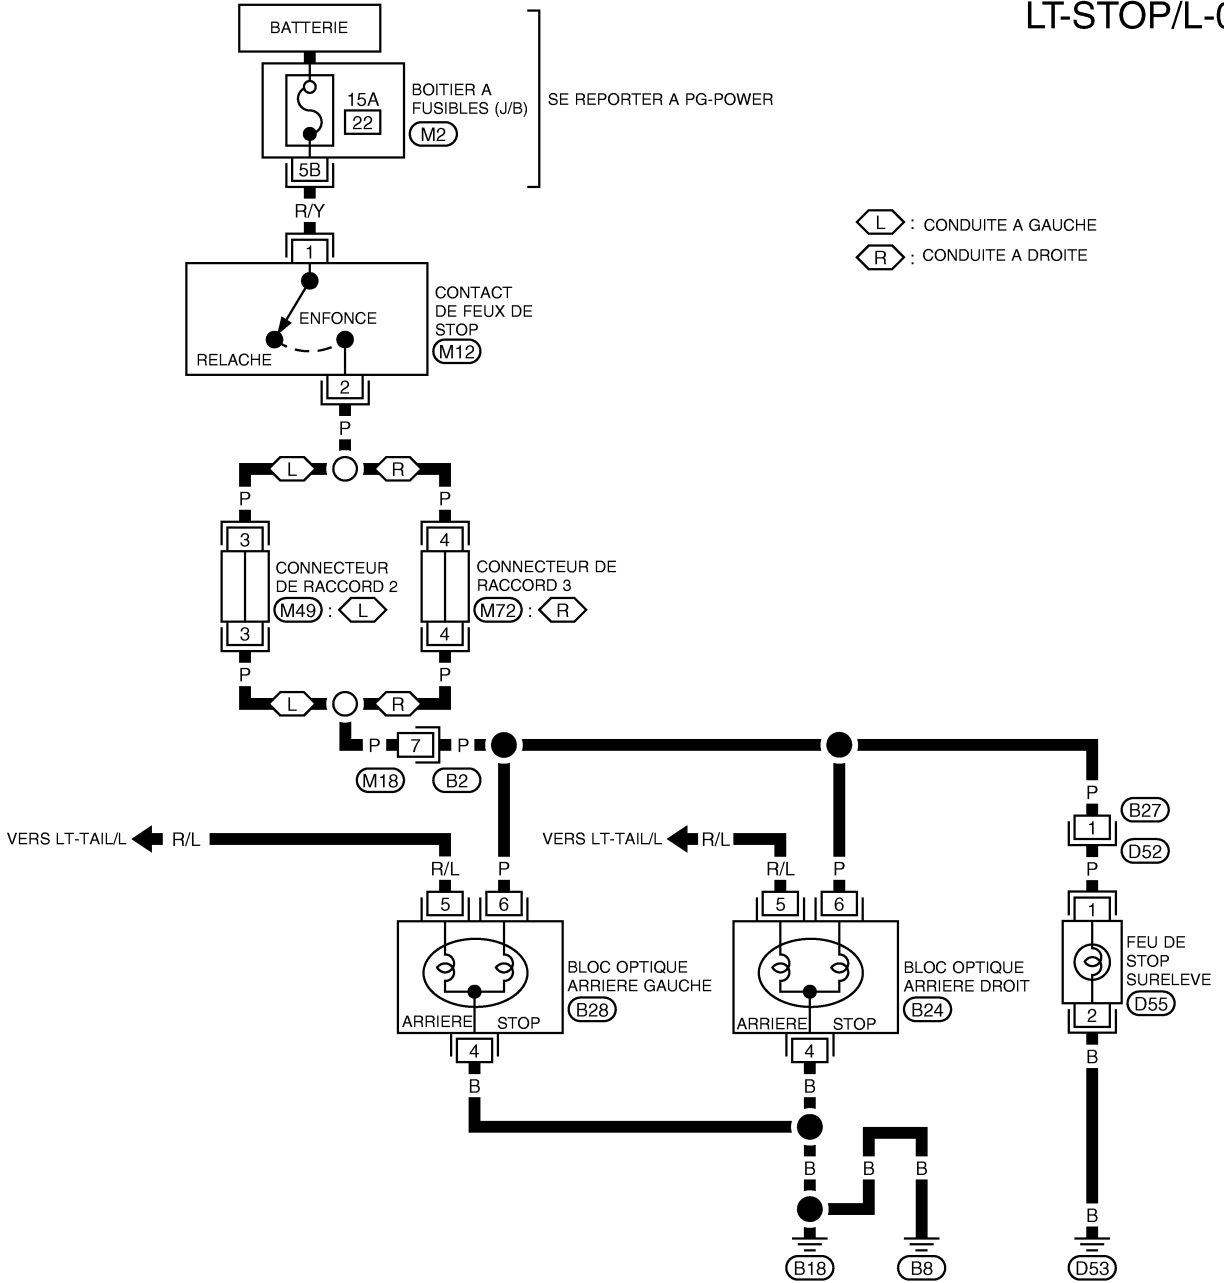 LT-STOP/L-0
BATTERIE
15A
22
BOITIER A
FUSIBLES (J/B)
M2
SE REPORTER A PG-POWER
5B
R/Y
L : CONDUITE A GAUCHE
R : CONDUITE A DROITE
1
CONTACT
DE FEUX DE
STOP
M12
ENFONCE
RELACHE
2
P
L
R
P
P
3
4
CONNECTEUR
DE RACCORD 2
M49 : L
CONNECTEUR DE
RACCORD 3
M72 : R
3
4
P
P
L
R
P
7
P
M18
B2
P
B27
1
D52
P
VERS LT-TAIL/L
R/L
VERS LT-TAIL/L
R/L
R/L
P
R/L
P
5
6
5
6
1
BLOC OPTIQUE
ARRIERE GAUCHE
B28
BLOC OPTIQUE
ARRIERE DROIT
B24
FEU DE
STOP
SURELEVE
D55
ARRIERE
STOP
ARRIERE
STOP
2
4
4
B
B
B
B
B
B
B
B18
B8
D53